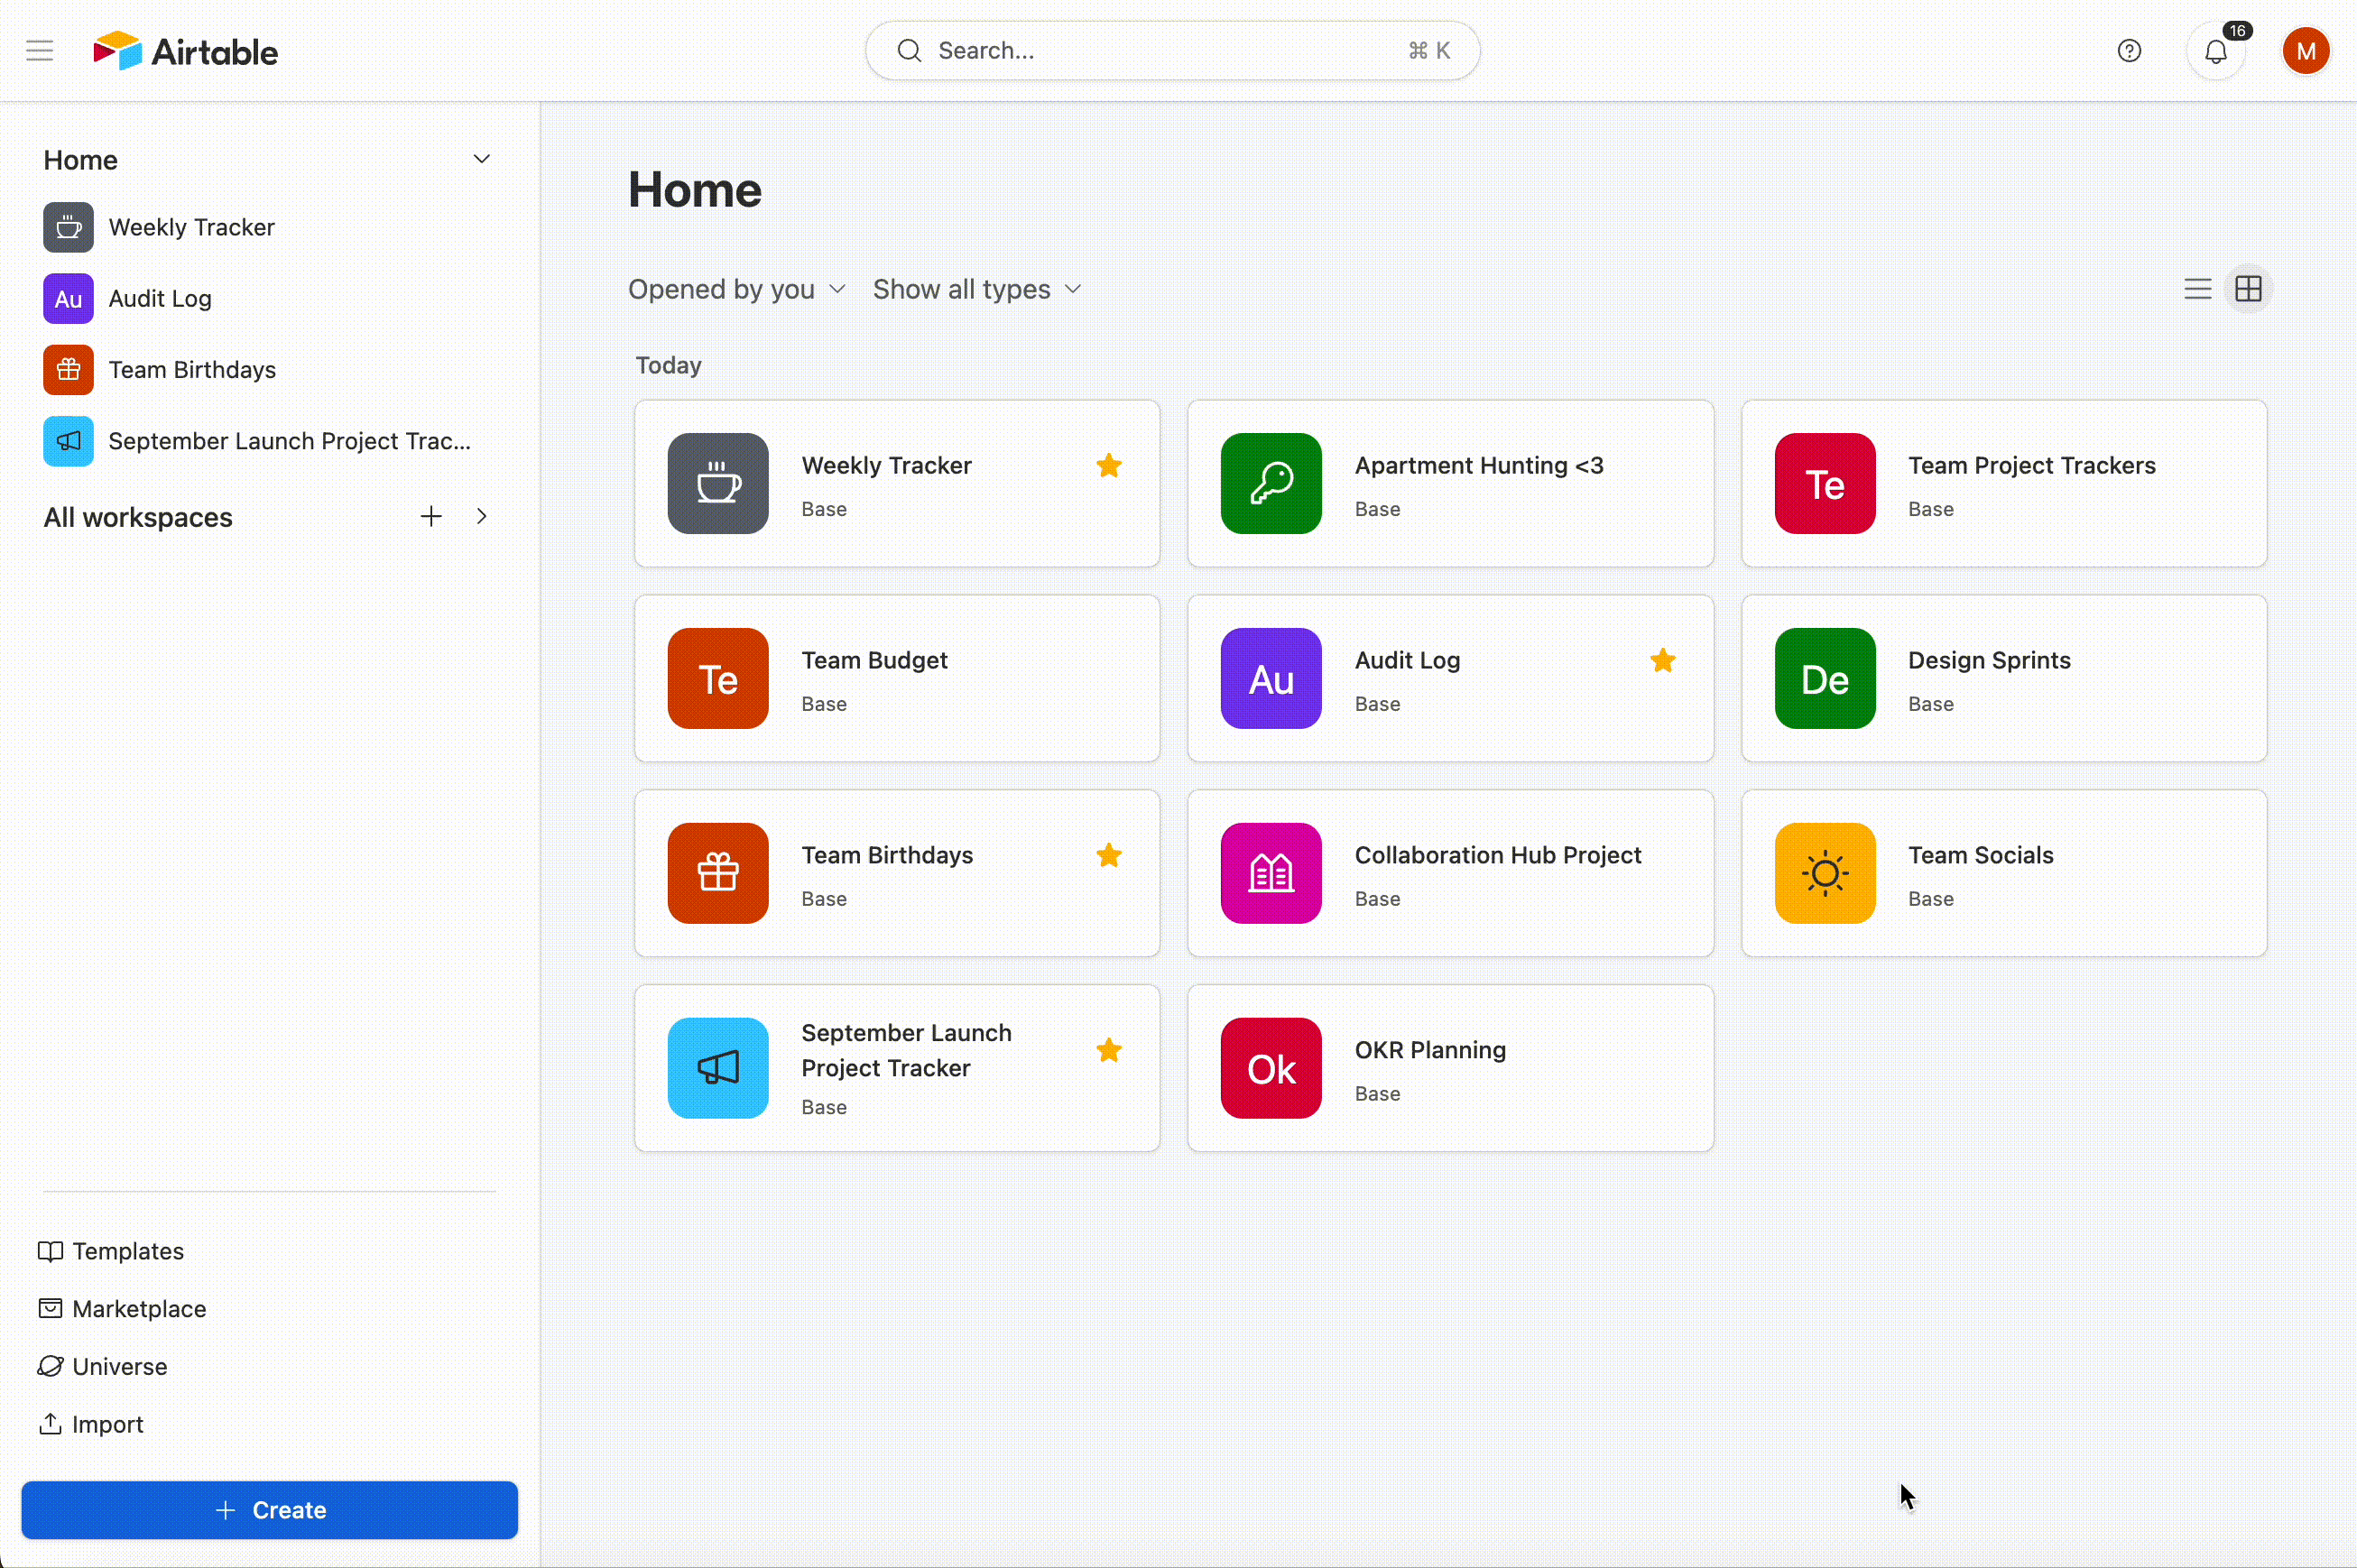 Airtable
Search...
⌘ K
16
M
Home
Weekly Tracker
Au
Audit Log
Team Birthdays
September Launch Project Trac...
All workspaces
Templates
Marketplace
Universe
Import
Create
Home
Opened by you
Show all types
Today
Weekly Tracker
Base
Apartment Hunting <3
Base
Te
Team Project Trackers
Base
Te
Team Budget
Base
Au
Audit Log
Base
De
Design Sprints
Base
Team Birthdays
Base
Collaboration Hub Project
Base
Team Socials
Base
September Launch
Project Tracker
Base
Ok
OKR Planning
Base